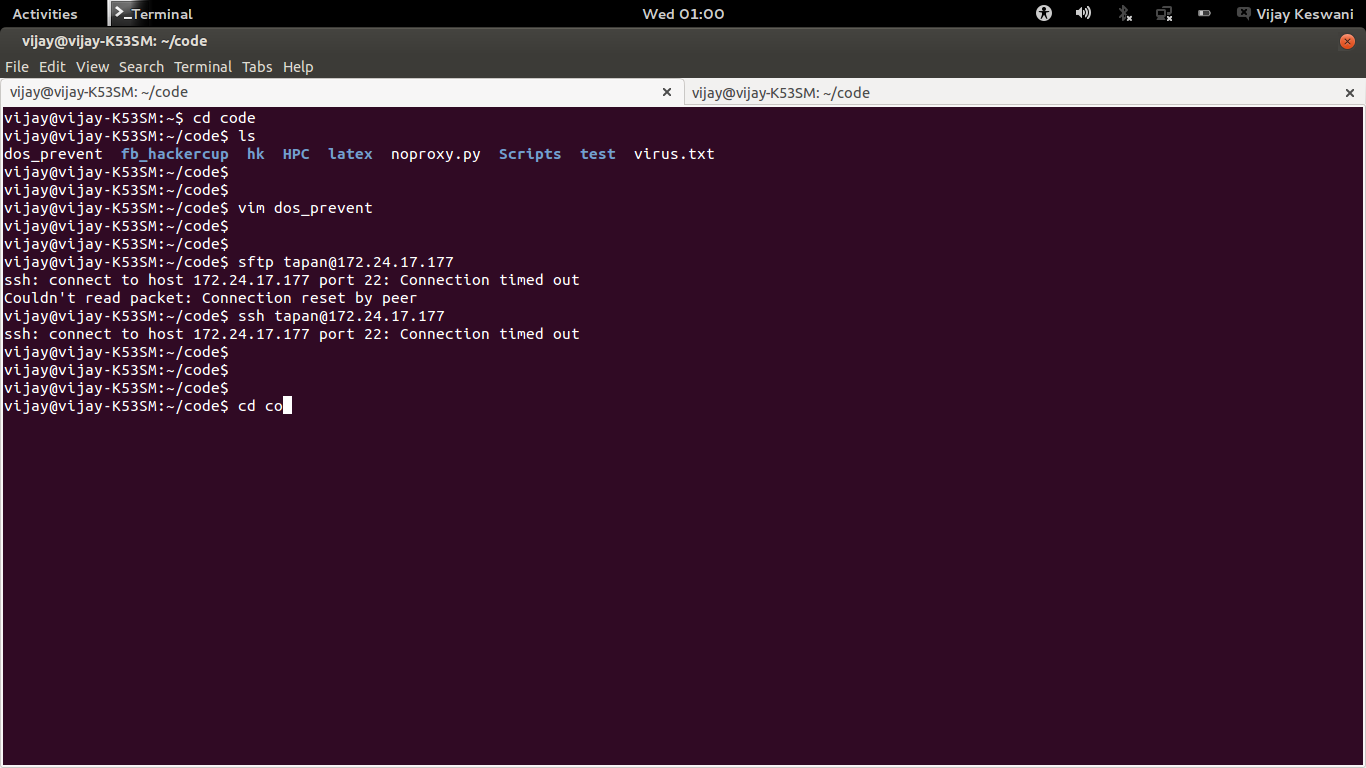 Activities Terminal Wed 01:00 Vijay Keswani
vijay@vijay-K53SM: ~/code
File Edit View Search Terminal Tabs Help
vijay@vijay-K53SM: ~/code vijay@vijay-K53SM: ~/code
vijay@vijay-K53SM:~$ cd code
vijay@vijay-K53SM:~/code$ ls
dos_prevent fb_hackercup hk HPC latex noproxy.py Scripts test virus.txt
vijay@vijay-K53SM:~/code$
vijay@vijay-K53SM:~/code$
vijay@vijay-K53SM:~/code$ vim dos_prevent
vijay@vijay-K53SM:~/code$
vijay@vijay-K53SM:~/code$
vijay@vijay-K53SM:~/code$ sftp tapan@172.24.17.177
ssh: connect to host 172.24.17.177 port 22: Connection timed out
Couldn't read packet: Connection reset by peer
vijay@vijay-K53SM:~/code$ ssh tapan@172.24.17.177
ssh: connect to host 172.24.17.177 port 22: Connection timed out
vijay@vijay-K53SM:~/code$
vijay@vijay-K53SM:~/code$
vijay@vijay-K53SM:~/code$
vijay@vijay-K53SM:~/code$ cd co